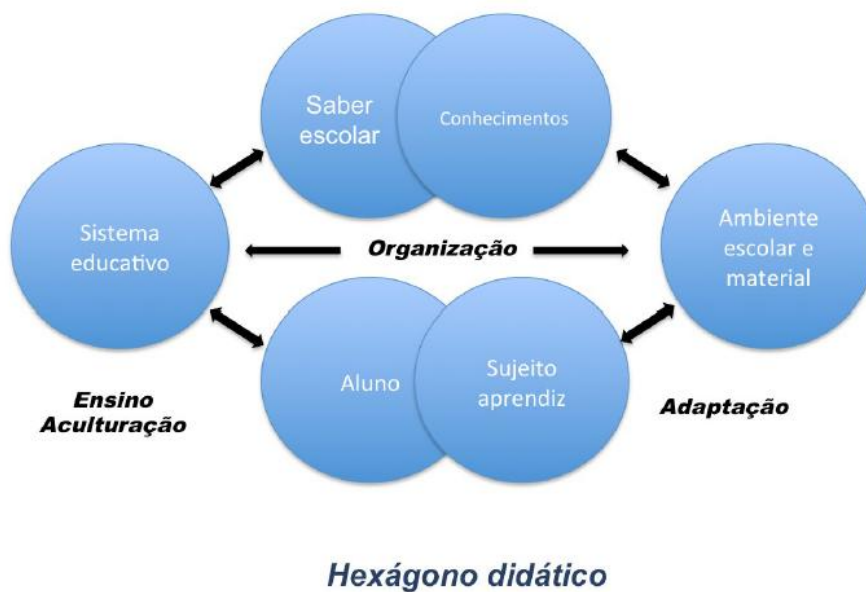 Saber
escolar
Conhecimentos
Sistema
educativo
Organização
Ambiente
escolar e
material
Aluno
Sujeito
aprendiz
Ensino
Aculturação
Adaptação
Hexágono didático